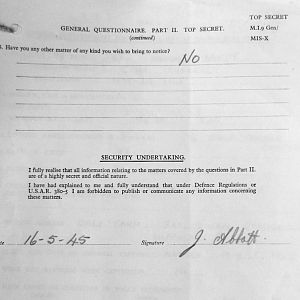 TOP SECRET
GENERAL QUESTIONNAIRE. PART II. TOP SECRET.
M.I.9 Gen/
(continued)
MIS-X
. Have you any other matter of any kind you wish to bring to notice?
No
SECURITY UNDERTAKING.
I fully realise that all information relating to the matters covered by the questions in Part II.
are of a highly secret and official nature.
I have had explained to me and fully understand that under Defence Regulations or
U.S.A.R. 380-5 I am forbidden to publish or communicate any information concerning
these matters.
te 16-5-45 Signature J. Abbott.